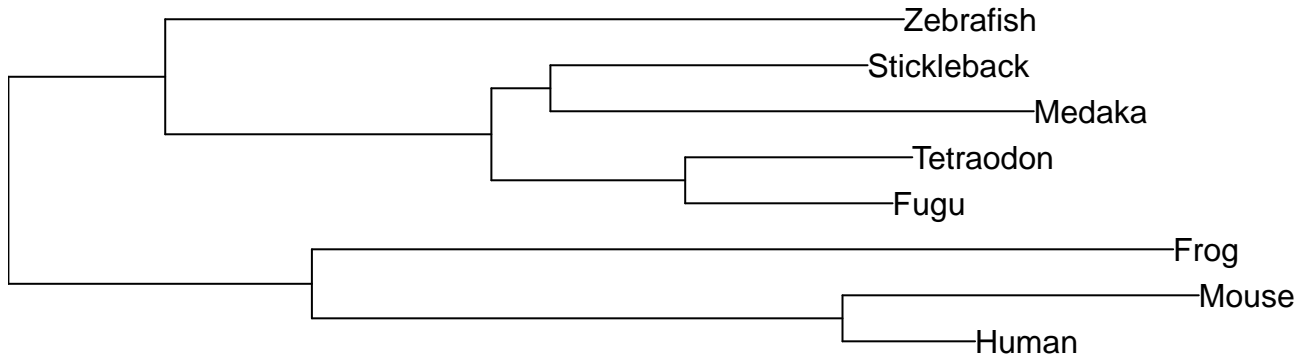 Zebrafish
Stickleback
Medaka
Tetraodon
Fugu
Frog
Mouse
Human